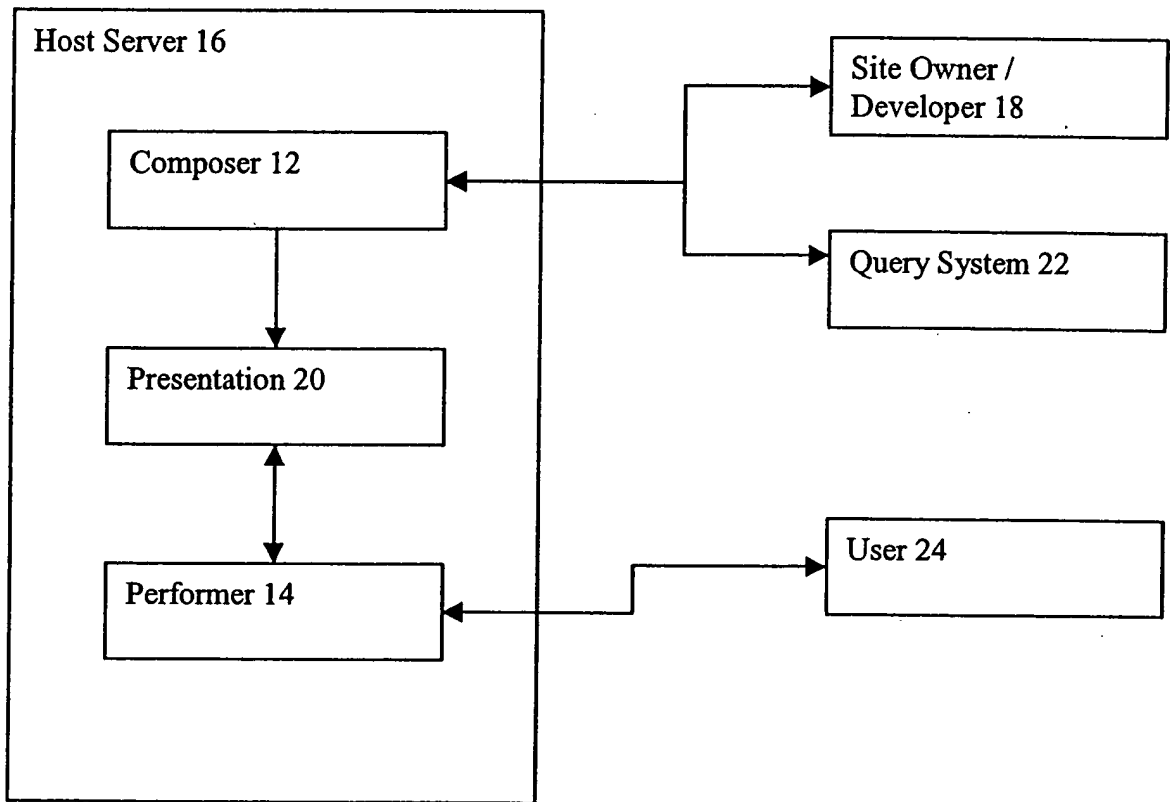 Host Server 16
Composer 12
Presentation 20
Performer 14
Site Owner /
Developer 18
Query System 22
User 24